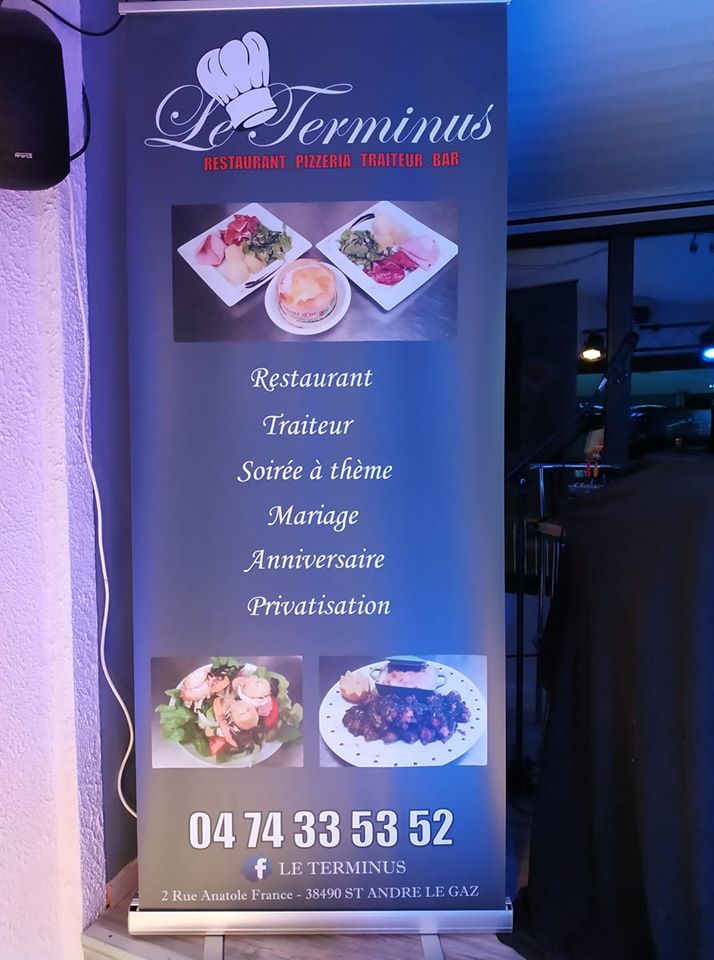 Le Terminus
RESTAURANT . PIZZERIA . TRAITEUR . BAR
Restaurant
Traiteur
Soirée à thème
Mariage
Anniversaire
Privatisation
04 74 33 53 52
f LE TERMINUS
2 Rue Anatole France - 38490 ST ANDRE LE GAZ